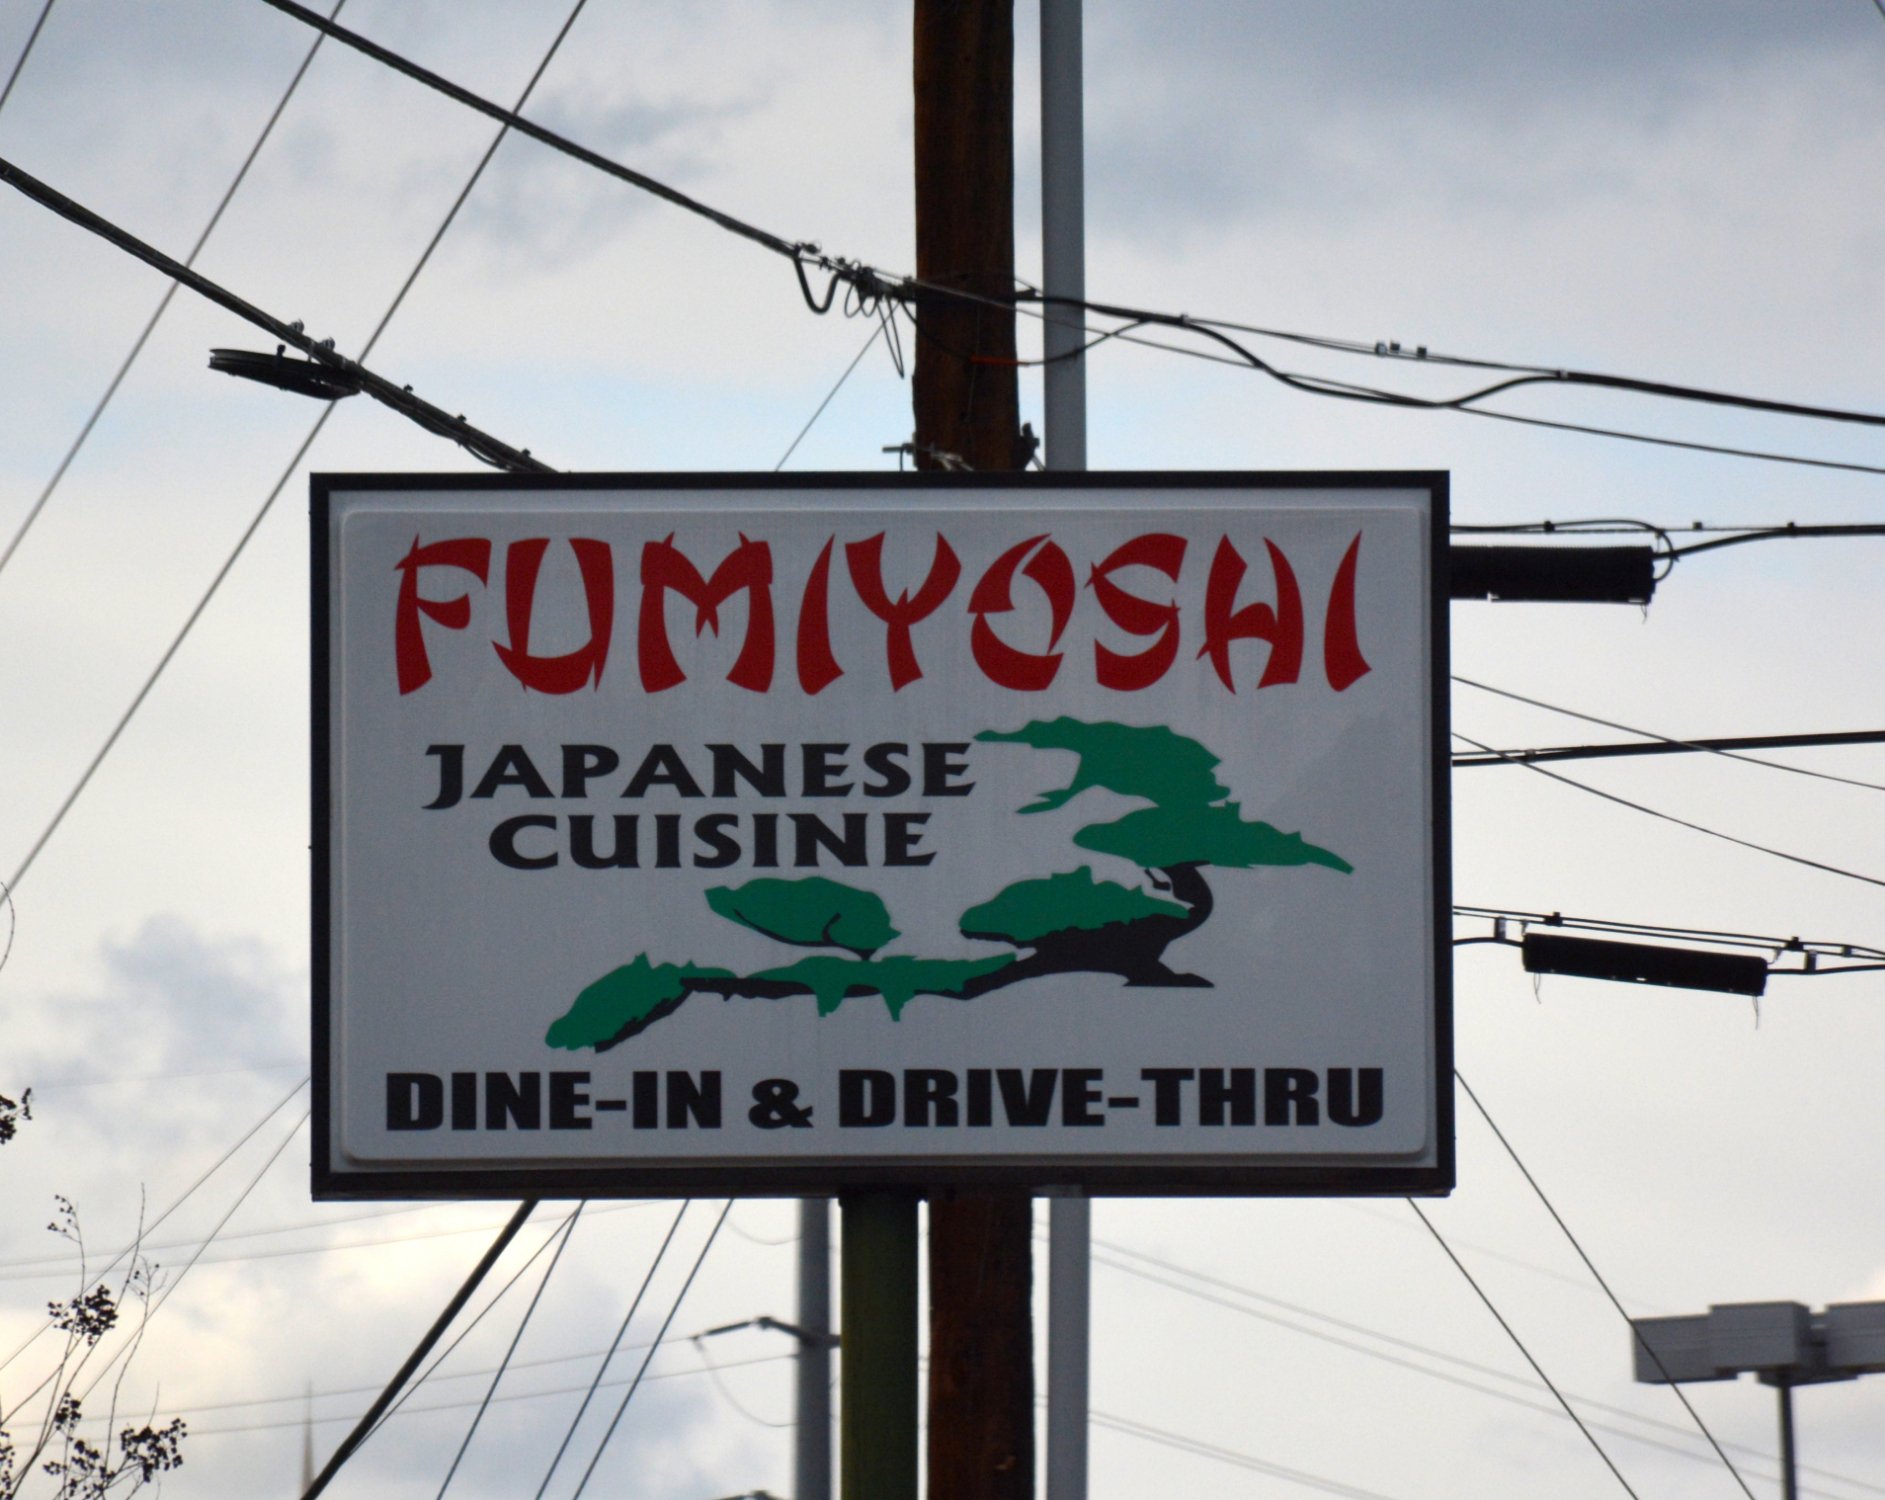 FUMIYOSHI
JAPANESE
CUISINE
DINE-IN & DRIVE-THRU